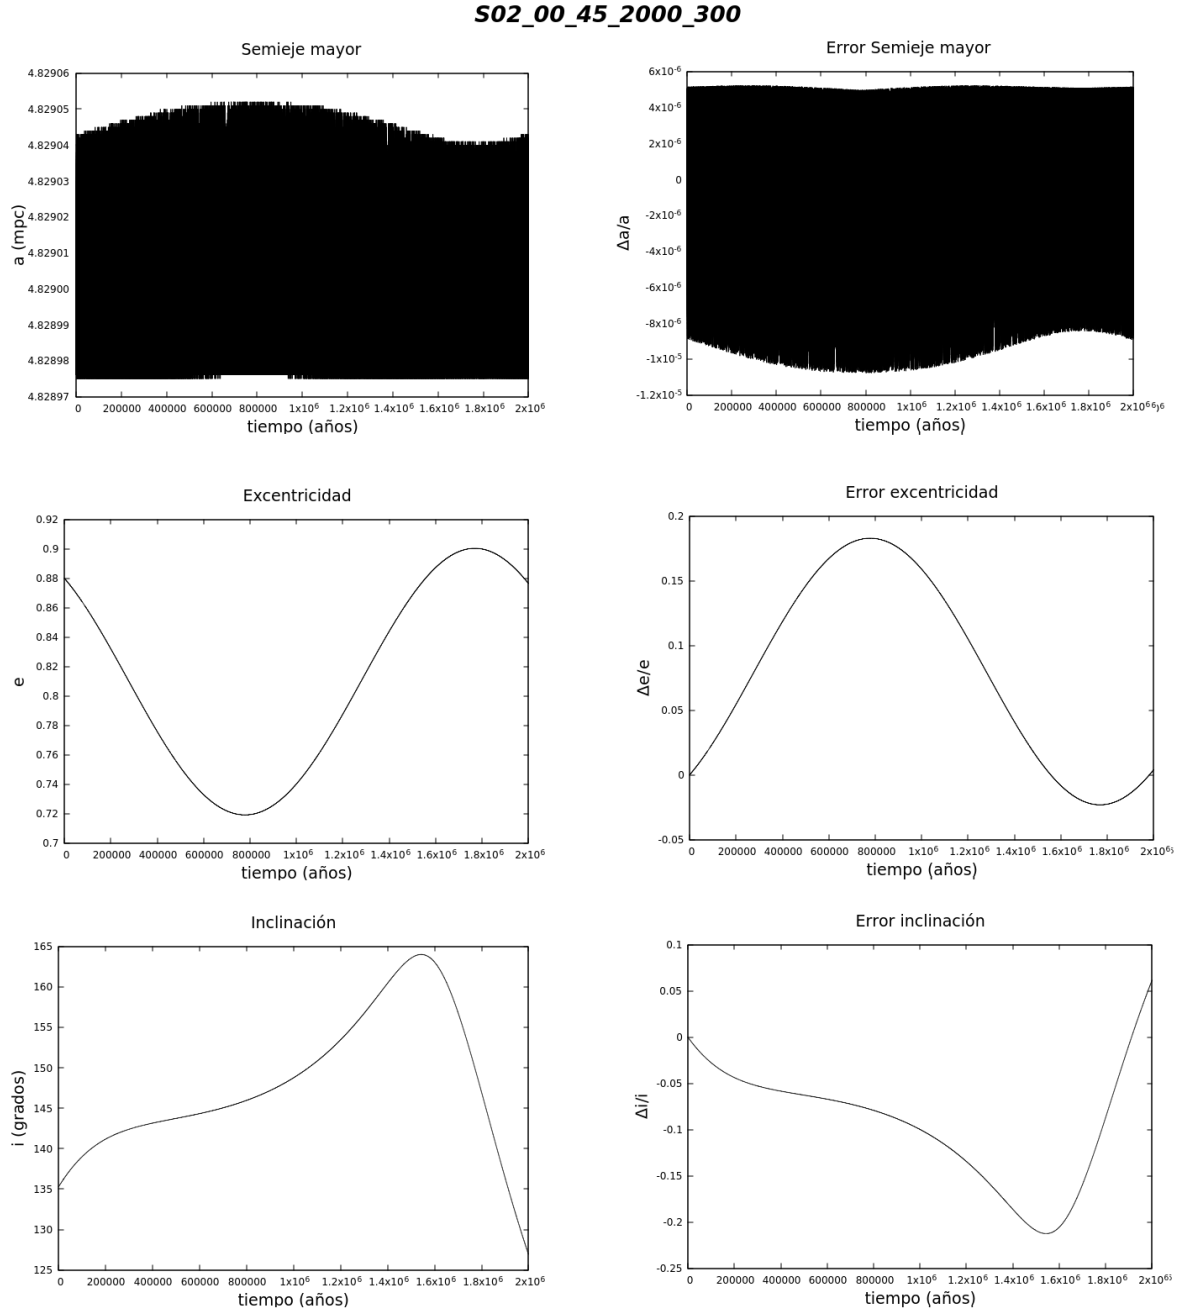 S02_00_45_2000_300
Semieje mayor
4.82906
4.82905
4.82904
4.82903
4.82902
4.82901
4.82900
4.82899
4.82898
4.82897
a (mpc)
0 200000 400000 600000 800000 1x10⁶ 1.2x10⁶ 1.4x10⁶ 1.6x10⁶ 1.8x10⁶ 2x10⁶
tiempo (años)
Error Semieje mayor
6x10⁻⁶
4x10⁻⁶
2x10⁻⁶
0
-2x10⁻⁶
-4x10⁻⁶
-6x10⁻⁶
-8x10⁻⁶
-1x10⁻⁵
-1.2x10⁻⁵
Δa/a
0 200000 400000 600000 800000 1x10⁶ 1.2x10⁶ 1.4x10⁶ 1.6x10⁶ 1.8x10⁶ 2x10⁶
tiempo (años)
Excentricidad
0.92
0.9
0.88
0.86
0.84
0.82
0.8
0.78
0.76
0.74
0.72
0.7
e
0 200000 400000 600000 800000 1x10⁶ 1.2x10⁶ 1.4x10⁶ 1.6x10⁶ 1.8x10⁶ 2x10⁶
tiempo (años)
Error excentricidad
0.2
0.15
0.1
0.05
0
-0.05
Δe/e
0 200000 400000 600000 800000 1x10⁶ 1.2x10⁶ 1.4x10⁶ 1.6x10⁶ 1.8x10⁶ 2x10⁶
tiempo (años)
Inclinación
165
160
155
150
145
140
135
130
125
i (grados)
0 200000 400000 600000 800000 1x10⁶ 1.2x10⁶ 1.4x10⁶ 1.6x10⁶ 1.8x10⁶ 2x10⁶
tiempo (años)
Error inclinación
0.1
0.05
0
-0.05
-0.1
-0.15
-0.2
-0.25
Δi/i
0 200000 400000 600000 800000 1x10⁶ 1.2x10⁶ 1.4x10⁶ 1.6x10⁶ 1.8x10⁶ 2x10⁶
tiempo (años)